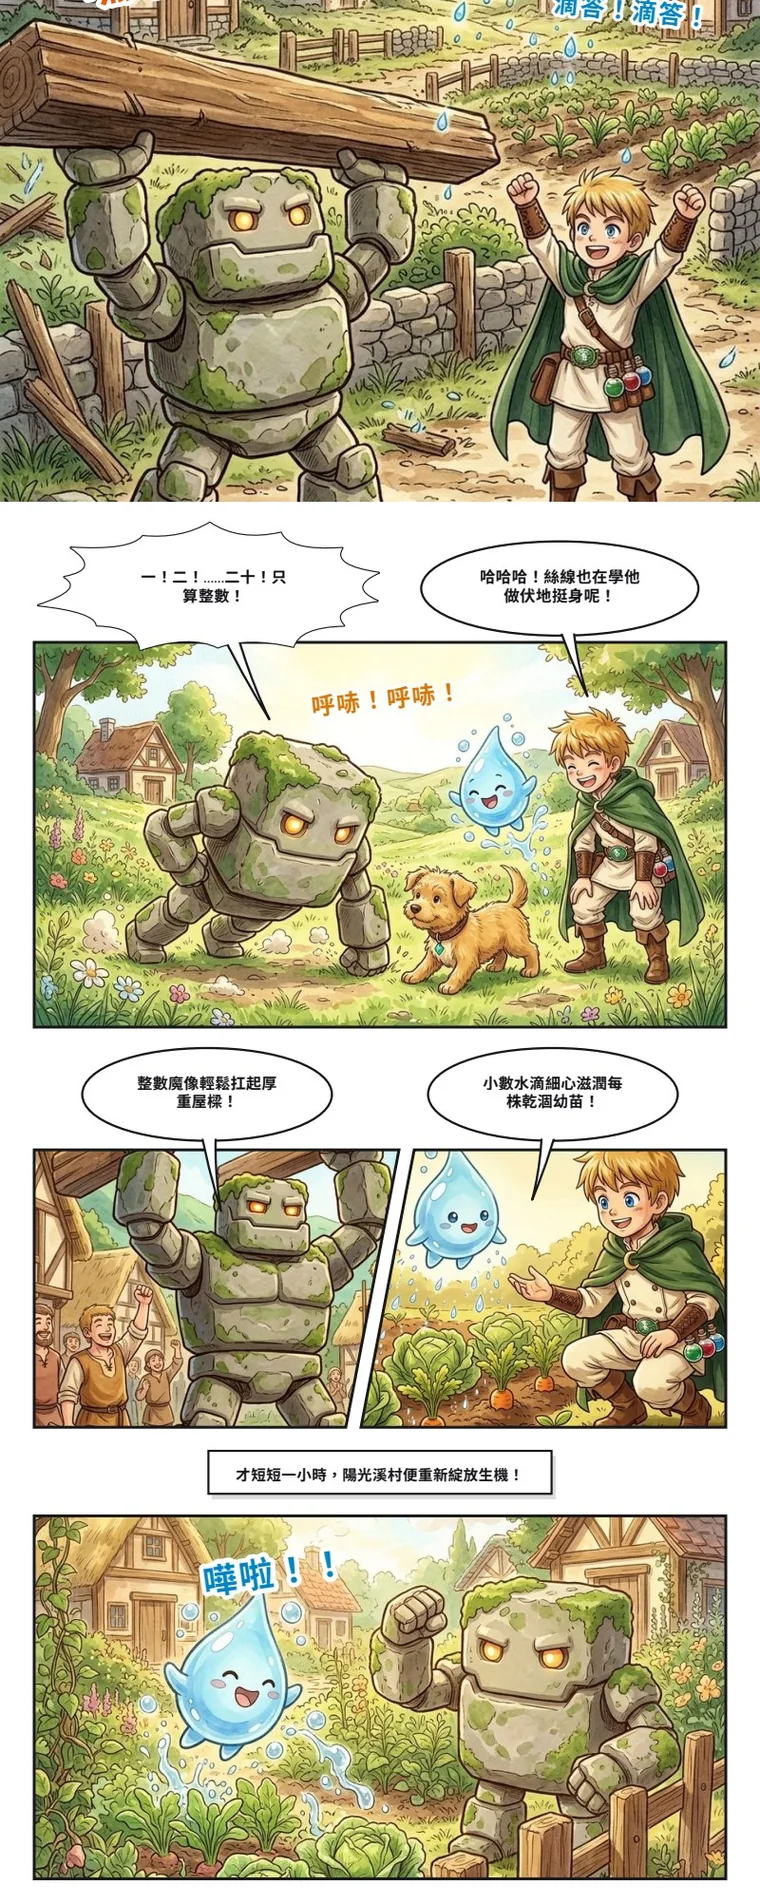 滴答！滴答！
一！二！……二十！只
算整數！
哈哈哈！絲線也在學他
做伏地挺身呢！
呼哧！呼哧！
整數魔像輕鬆扛起厚
重屋樑！
小數水滴細心滋潤每
株乾涸幼苗！
才短短一小時，陽光溪村便重新綻放生機！
嘩啦！！